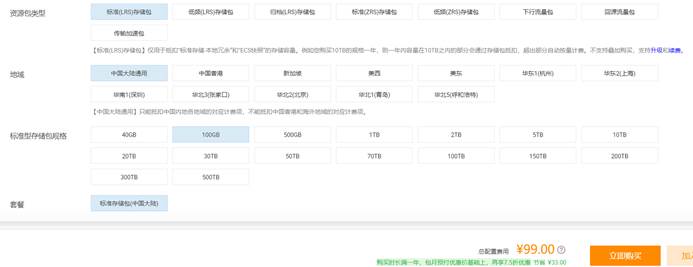 资源包类型 标准(LRS)存储包 低频(LRS)存储包 归档(LRS)存储包 标准(ZRS)存储包 低频(ZRS)存储包 下行流量包 回源流量包
传输加速包
【标准(LRS)存储包】仅用于抵扣“标准存储-本地冗余”和“ECS快照”的存储容量。例如您购买10TB的规格一年，则一年内容量在10TB之内的部分会通过存储包抵扣，超出部分自动按量计费。不支持叠加购买，支持升级和续费。
地域 中国大陆通用 中国香港 新加坡 美西 美东 华东1(杭州) 华东2(上海)
华南1(深圳) 华北3(张家口) 华北2(北京) 华北1(青岛) 华北5(呼和浩特)
【中国大陆通用】只能抵扣中国内地各地域的对应计费项，不能抵扣中国香港和海外地域的对应计费项。
标准型存储包规格 40GB 100GB 500GB 1TB 2TB 5TB 10TB
20TB 30TB 50TB 70TB 100TB 150TB 200TB
300TB 500TB
套餐 标准存储包(中国大陆)
总配置费用 ¥99.00 立即购买 加
购买时长满一年，包月预付优惠价基础上，再享7.5折优惠 节省 ¥33.00